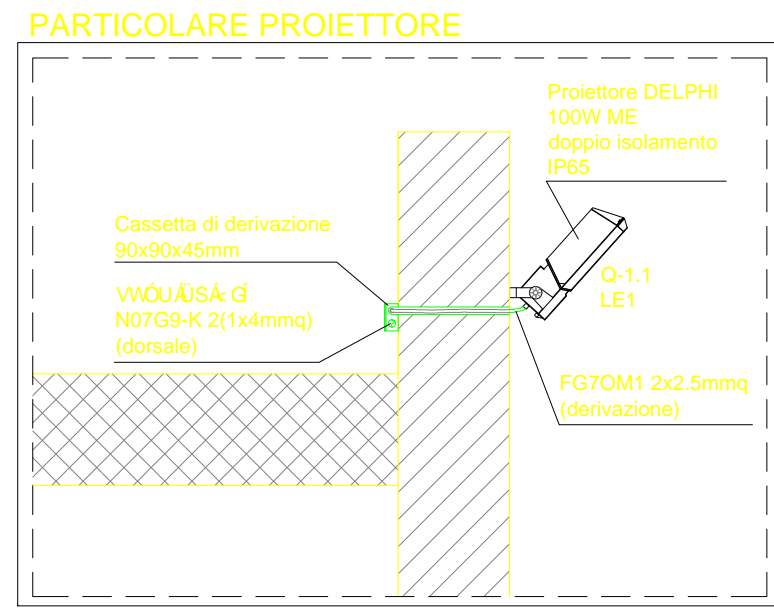 PARTICOLARE PROIETTORE
Proiettore DELPHI
100W ME
doppio isolamento
IP65
Cassetta di derivazione
90x90x45mm
N07G9-K 2(1x4mmq)
(dorsale)
Q-1.1
LE1
FG7OM1 2x2.5mmq
(derivazione)